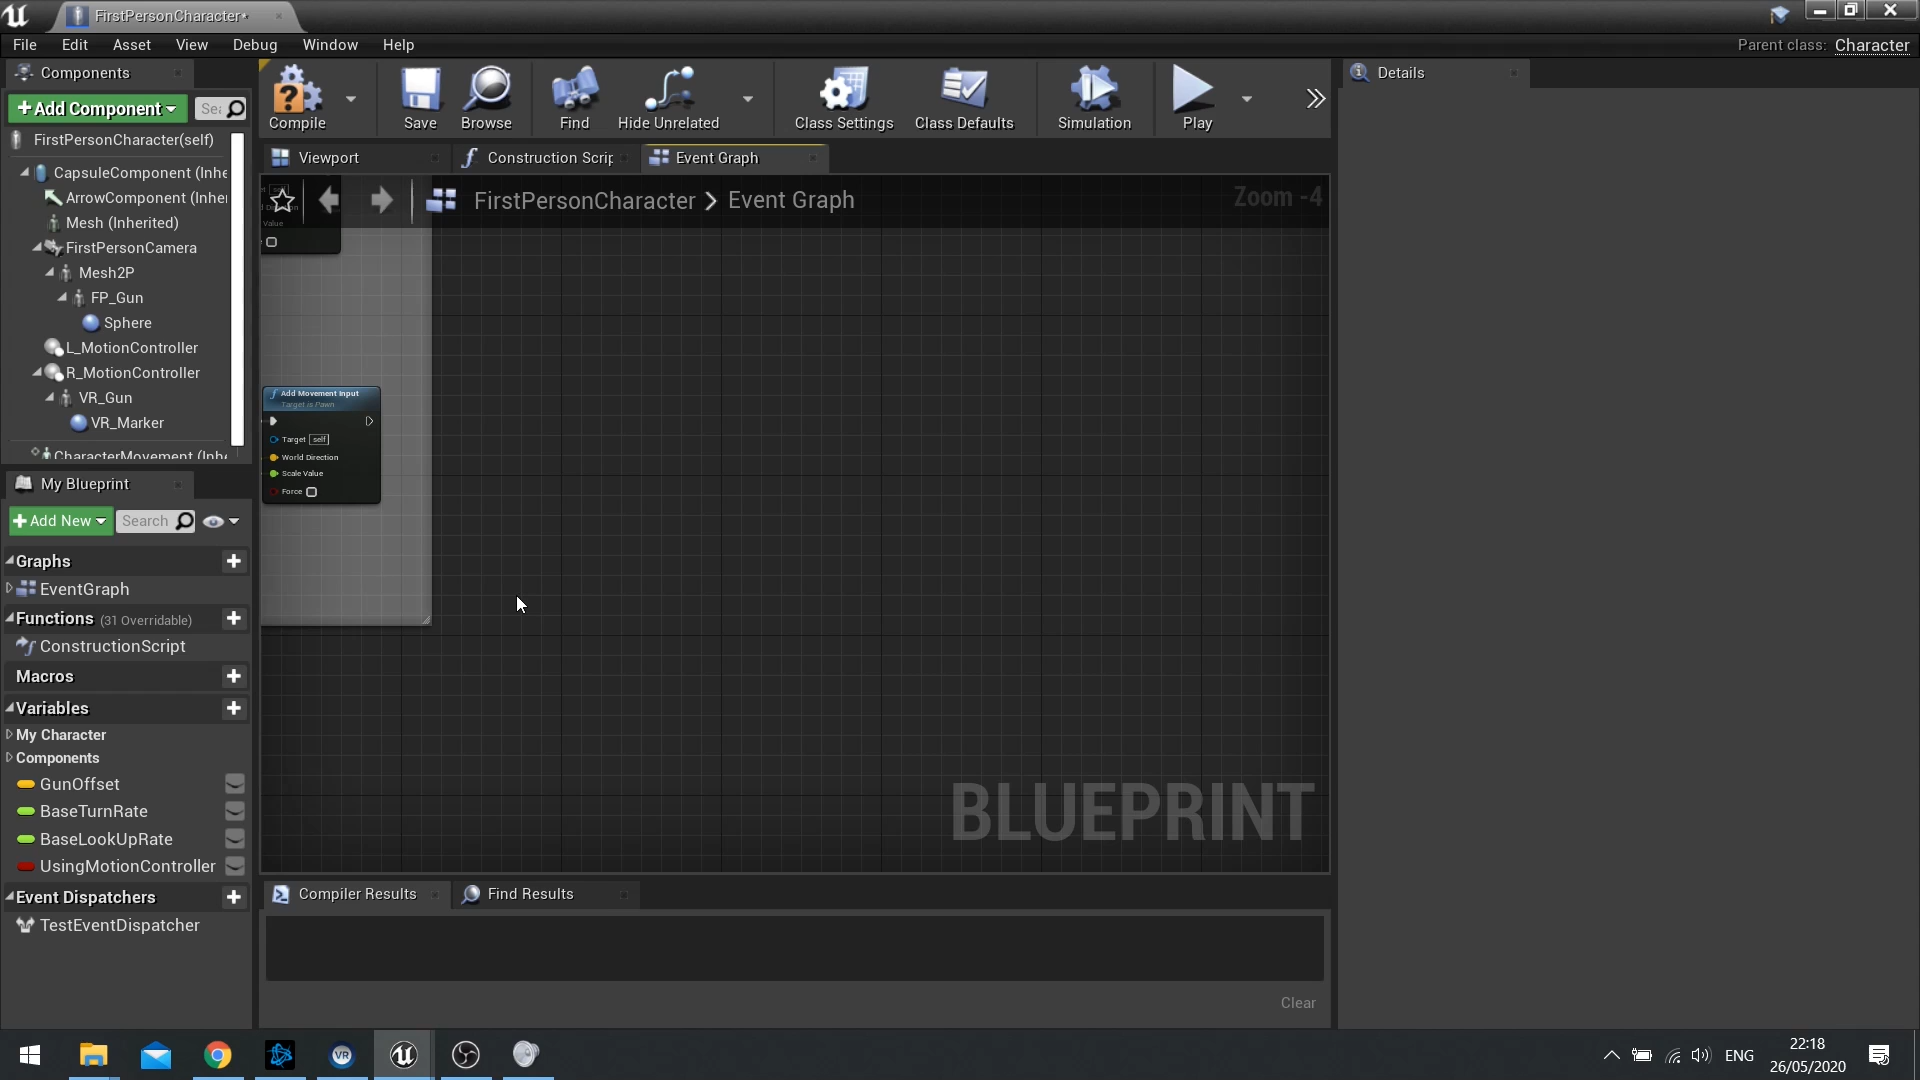 FirstPersonCharacter*
File Edit Asset View Debug Window Help
Parent class: Character
Components
+Add Component
Sea
FirstPersonCharacter(self)
CapsuleComponent (Inhe
ArrowComponent (Inher
Mesh (Inherited)
FirstPersonCamera
Mesh2P
FP_Gun
Sphere
L_MotionController
R_MotionController
VR_Gun
VR_Marker
CharacterMovement (Inhe
My Blueprint
+Add New
Search
Graphs
EventGraph
Functions (31 Overridable)
ConstructionScript
Macros
Variables
My Character
Components
GunOffset
BaseTurnRate
BaseLookUpRate
UsingMotionController
Event Dispatchers
TestEventDispatcher
Compile
Save
Browse
Find
Hide Unrelated
Class Settings
Class Defaults
Simulation
Play
Viewport
Construction Scrip
Event Graph
FirstPersonCharacter > Event Graph
Zoom -4
Value
Add Movement Input
Target is Pawn
Target self
World Direction
Scale Value
Force
BLUEPRINT
Compiler Results
Find Results
Clear
Details
VR
ENG
22:18
26/05/2020